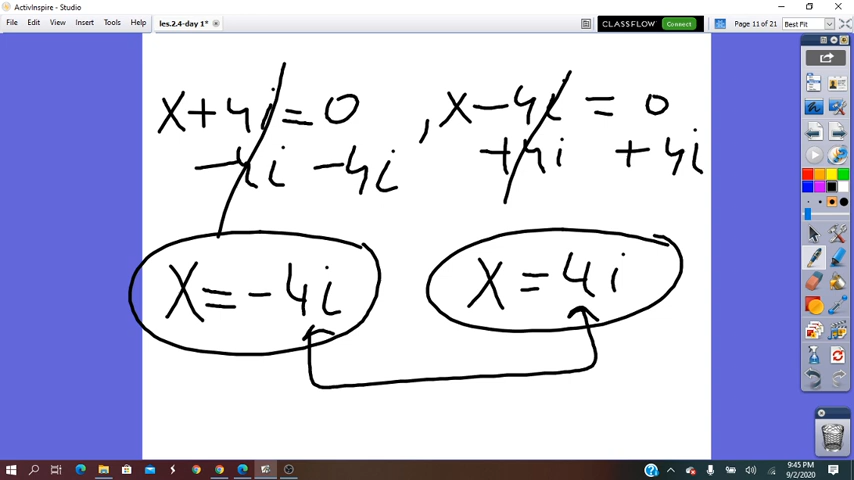 ActivInspire - Studio
File Edit View Insert Tools Help
les.2.4-day 1*
CLASSFLOW Connect
Page 11 of 21
Best Fit
x+4i=0 , x-4i=0
-4i -4i +4i +4i
x=-4i x=4i
9:45 PM
9/2/2020